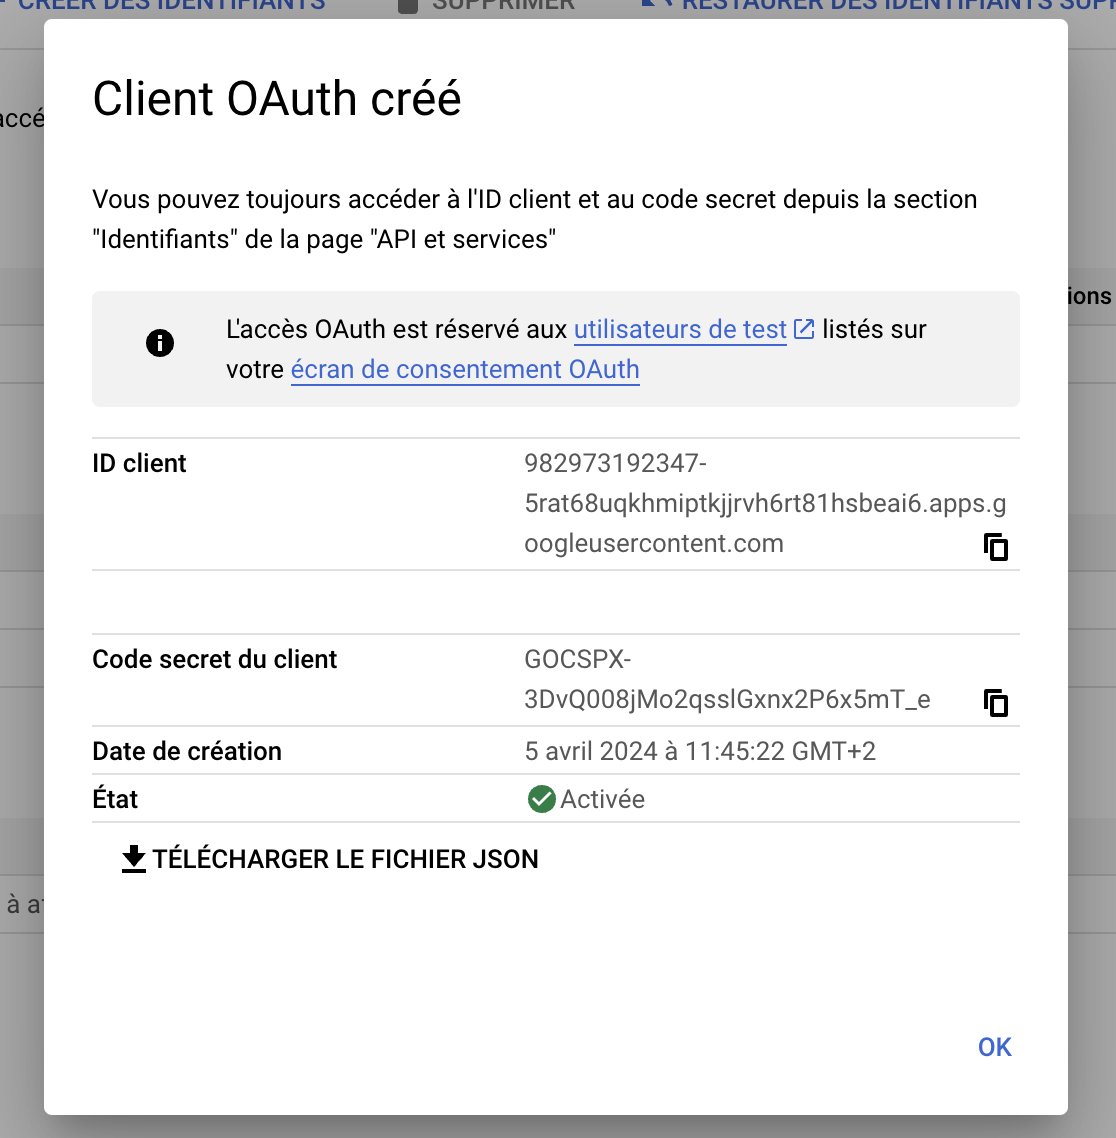 CRÉER DES IDENTIFIANTS SUPPRIMER RESTAURER DES IDENTIFIANTS
Client OAuth créé
Vous pouvez toujours accéder à l'ID client et au code secret depuis la section
"Identifiants" de la page "API et services"
ions
L'accès OAuth est réservé aux utilisateurs de test listés sur
votre écran de consentement OAuth
ID client
982973192347-
5rat68uqkhmiptkjjrvh6rt81hsbeai6.apps.g
oogleusercontent.com
Code secret du client
GOCSPX-
3DvQ008jMo2qsslGxnx2P6x5mT_e
Date de création 5 avril 2024 à 11:45:22 GMT+2
État Activée
TÉLÉCHARGER LE FICHIER JSON
à
OK